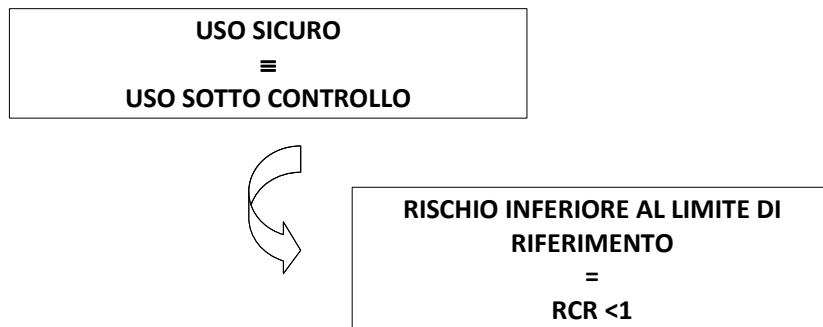 USO SICURO
≡
USO SOTTO CONTROLLO
RISCHIO INFERIORE AL LIMITE DI
RIFERIMENTO
=
RCR <1